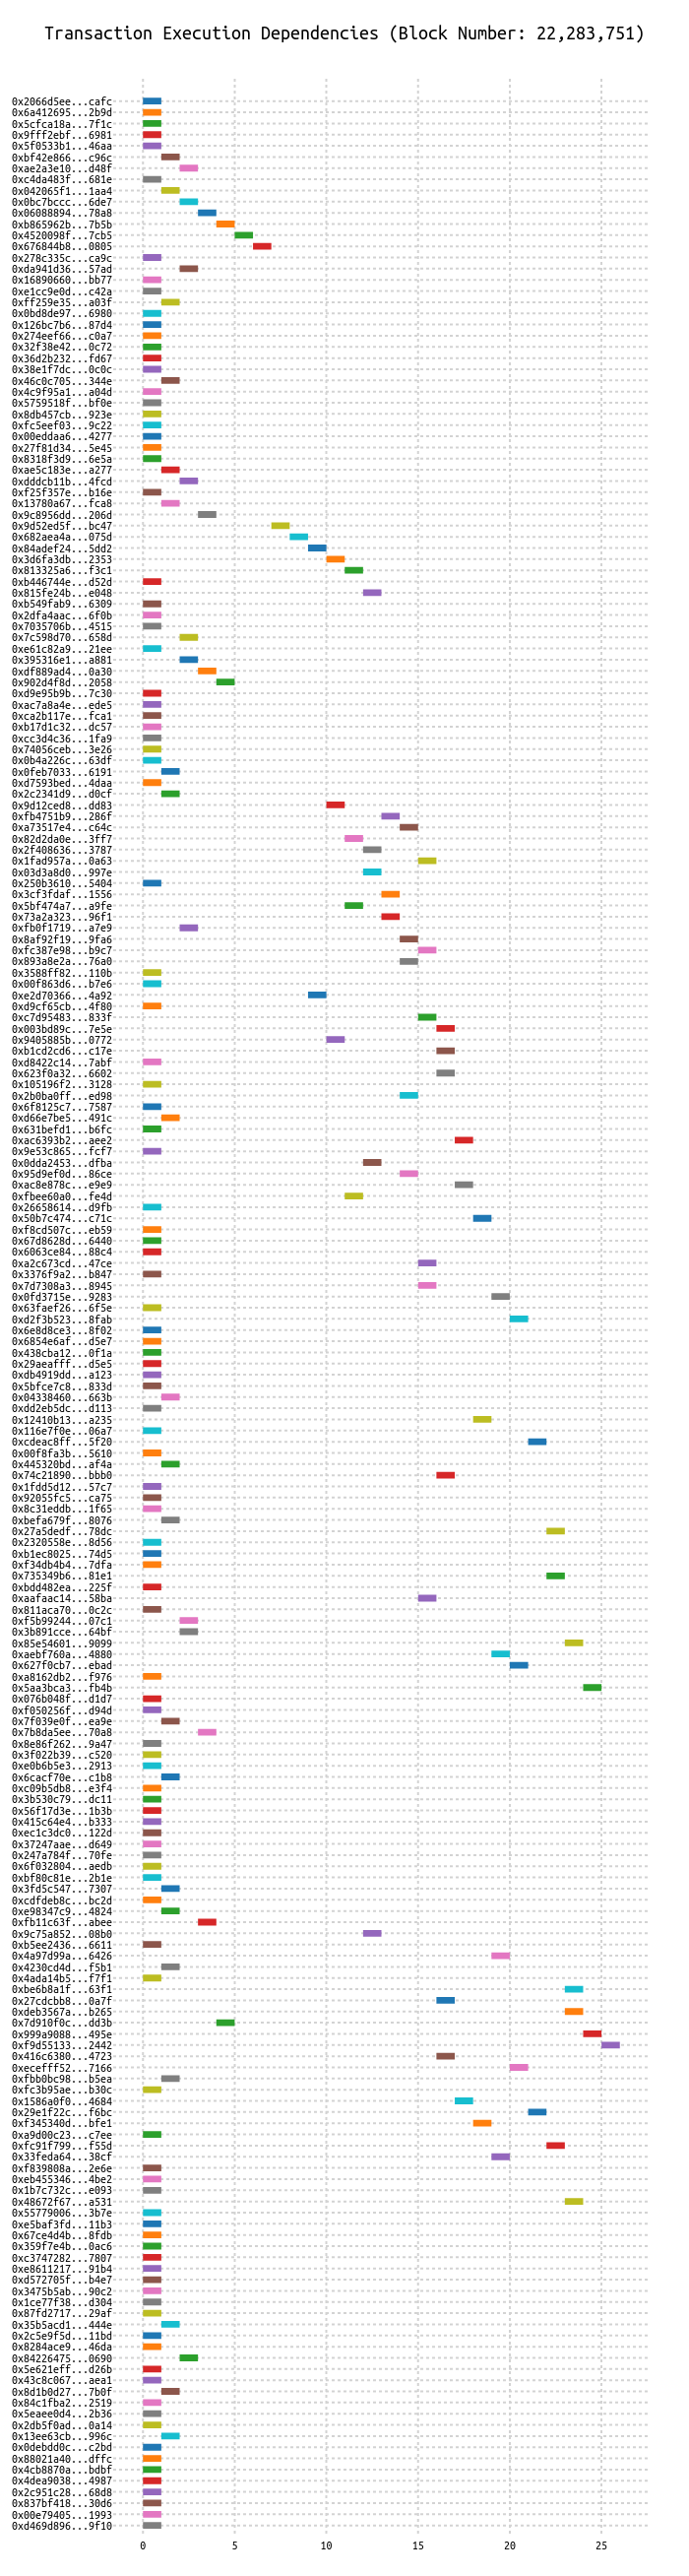 Transaction Execution Dependencies (Block Number: 22,283,751)
0x2066d5ee...cafc
0x6a412695...2b9d
0x5cfca18a...7f1c
0x9fff2ebf...6981
0x5f0533b1...46aa
0xbf42e866...c96c
0xae2a3e10...d48f
0xc4da483f...681e
0x042065f1...1aa4
0x0bc7bccc...6de7
0x06088894...78a8
0xb865962b...7b5b
0x4520098f...7cb5
0x676844b8...0805
0x278c335c...ca9c
0xda941d36...57ad
0x16890660...bb77
0xe1cc9e0d...c42a
0xff259e35...a03f
0x0bd8de97...6980
0x126bc7b6...87d4
0x274eef66...c0a7
0x32f38e42...0c72
0x36d2b232...fd67
0x38e1f7dc...0c0c
0x46c0c705...344e
0x4c9f95a1...a04d
0x5759518f...bf0e
0x8db457cb...923e
0xfc5eef03...9c22
0x00eddaa6...4277
0x27f81d34...5e45
0x8318f3d9...6e5a
0xae5c183e...a277
0xdddcb11b...4fcd
0xf25f357e...b16e
0x13780a67...fca8
0x9c8956dd...206d
0x9d52ed5f...bc47
0x682aea4a...075d
0x84adef24...5dd2
0x3d6fa3db...2353
0x813325a6...f3c1
0xb446744e...d52d
0x815fe24b...e048
0xb549fab9...6309
0x2dfa4aac...6f0b
0x7035706b...4515
0x7c598d70...658d
0xe61c82a9...21ee
0x395316e1...a881
0xdf889ad4...0a30
0x902d4f8d...2058
0xd9e95b9b...7c30
0xac7a8a4e...ede5
0xca2b117e...fca1
0xb17d1c32...dc57
0xcc3d4c36...1fa9
0x74056ceb...3e26
0x0b4a226c...63df
0x0feb7033...6191
0xd7593bed...4daa
0x2c2341d9...d0cf
0x9d12ced8...dd83
0xfb4751b9...286f
0xa73517e4...c64c
0x82d2da0e...3ff7
0x2f408636...3787
0x1fad957a...0a63
0x03d3a8d0...997e
0x250b3610...5404
0x3cf3fdaf...1556
0x5bf474a7...a9fe
0x73a2a323...96f1
0xfb0f1719...a7e9
0x8af92f19...9fa6
0xfc387e98...b9c7
0x893a8e2a...76a0
0x3588ff82...110b
0x00f863d6...b7e6
0xe2d70366...4a92
0xd9cf65cb...4f80
0xc7d95483...833f
0x003bd89c...7e5e
0x9405885b...0772
0xb1cd2cd6...c17e
0xd8422c14...7abf
0x623f0a32...6602
0x105196f2...3128
0x2b0ba0ff...ed98
0x6f8125c7...7587
0xd66e7be5...491c
0x631befd1...b6fc
0xac6393b2...aee2
0x9e53c865...fcf7
0x0dda2453...dfba
0x95d9ef0d...86ce
0xac8e878c...e9e9
0xfbee60a0...fe4d
0x26658614...d9fb
0x50b7c474...c71c
0xf8cd507c...eb59
0x67d8628d...6440
0x6063ce84...88c4
0xa2c673cd...47ce
0x3376f9a2...b847
0x7d7308a3...8945
0x0fd3715e...9283
0x63faef26...6f5e
0xd2f3b523...8fab
0x6e8d8ce3...8f02
0x6854e6af...d5e7
0x438cba12...0f1a
0x29aeafff...d5e5
0xdb4919dd...a123
0x5bfce7c8...833d
0x04338460...663b
0xdd2eb5dc...d113
0x12410b13...a235
0x116e7f0e...06a7
0xcdeac8ff...5f20
0x00f8fa3b...5610
0x445320bd...af4a
0x74c21890...bbb0
0x1fdd5d12...57c7
0x92055fc5...ca75
0x8c31eddb...1f65
0xbefa679f...8076
0x27a5dedf...78dc
0x2320558e...8d56
0xb1ec8025...74d5
0xf34db4b4...7dfa
0x735349b6...81e1
0xbdd482ea...225f
0xaafaac14...58ba
0x811aca70...0c2c
0xf5b99244...07c1
0x3b891cce...64bf
0x85e54601...9099
0xaebf760a...4880
0x627f0cb7...ebad
0xa8162db2...f976
0x5aa3bca3...fb4b
0x076b048f...d1d7
0xf050256f...d94d
0x7f039e0f...ea9e
0x7b8da5ee...70a8
0x8e86f262...9a47
0x3f022b39...c520
0xe0b6b5e3...2913
0x6cacf70e...c1b8
0xc09b5db8...e3f4
0x3b530c79...dc11
0x56f17d3e...1b3b
0x415c64e4...b333
0xec1c3dc0...122d
0x37247aae...d649
0x247a784f...70fe
0x6f032804...aedb
0xbf80c81e...2b1e
0x3fd5c547...7307
0xcdfdeb8c...bc2d
0xe98347c9...4824
0xfb11c63f...abee
0x9c75a852...08b0
0xb5ee2436...6611
0x4a97d99a...6426
0x4230cd4d...f5b1
0x4ada14b5...f7f1
0xbe6b8a1f...63f1
0x27cdcbb8...0a7f
0xdeb3567a...b265
0x7d910f0c...dd3b
0x999a9088...495e
0xf9d55133...2442
0x416c6380...4723
0xecefff52...7166
0xfbb0bc98...b5ea
0xfc3b95ae...b30c
0x1586a0f0...4684
0x29e1f22c...f6bc
0xf345340d...bfe1
0xa9d00c23...c7ee
0xfc91f799...f55d
0x33feda64...38cf
0xf839808a...2e6e
0xeb455346...4be2
0x1b7c732c...e093
0x48672f67...a531
0x55779006...3b7e
0xe5baf3fd...11b3
0x67ce4d4b...8fdb
0x359f7e4b...0ac6
0xc3747282...7807
0xe8611217...91b4
0xd572705f...b4e7
0x3475b5ab...90c2
0x1ce77f38...d304
0x87fd2717...29af
0x35b5acd1...444e
0x2c5e9f5d...11bd
0x8284ace9...46da
0x84226475...0690
0x5e621eff...d26b
0x43c8c067...aea1
0x8d1b0d27...7b0f
0x84c1fba2...2519
0x5eaee0d4...2b36
0x2db5f0ad...0a14
0x13ee63cb...996c
0x0debdd0c...c2bd
0x88021a40...dffc
0x4cb8870a...bdbf
0x4dea9038...4987
0x2c951c28...68d8
0x837bf418...30d6
0x00e79405...1993
0xd469d896...9f10
0 5 10 15 20 25